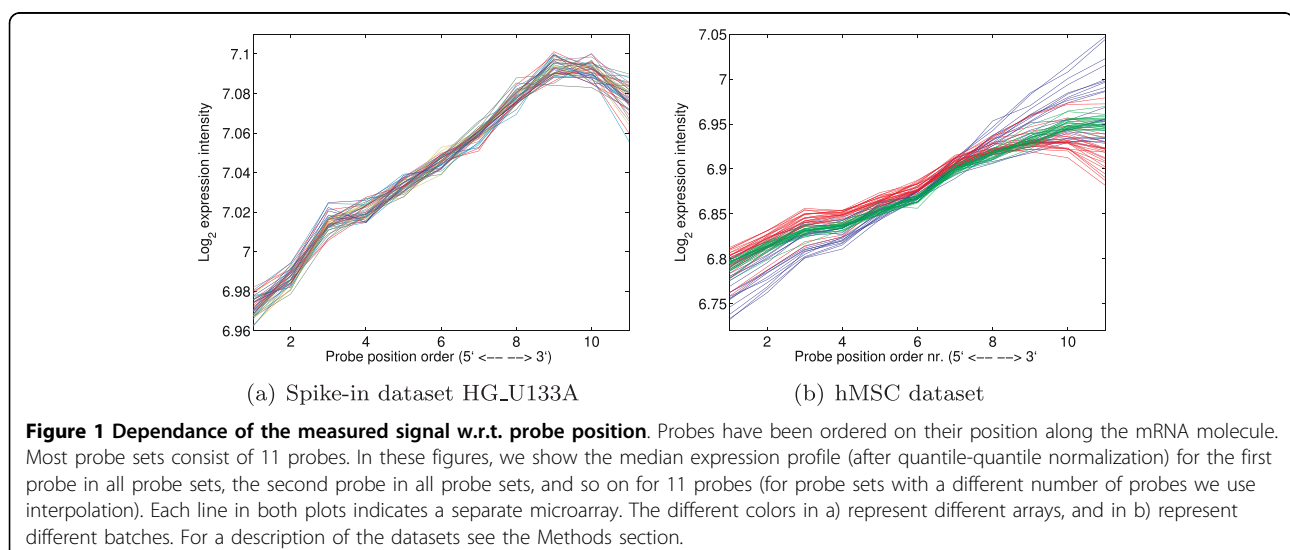 7.1
7.08
7.06
7.04
7.02
7
6.98
6.96
Log2 expression intensity
2 4 6 8 10
Probe position order (5‘ <−− −−> 3‘)
(a) Spike-in dataset HG_U133A
7.05
7
6.95
6.9
6.85
6.8
6.75
Log2 expression intensity
2 4 6 8 10
Probe position order nr. (5‘ <−− −−> 3‘
(b) hMSC dataset
Figure 1 Dependance of the measured signal w.r.t. probe position. Probes have been ordered on their position along the mRNA molecule.
Most probe sets consist of 11 probes. In these figures, we show the median expression profile (after quantile-quantile normalization) for the first
probe in all probe sets, the second probe in all probe sets, and so on for 11 probes (for probe sets with a different number of probes we use
interpolation). Each line in both plots indicates a separate microarray. The different colors in a) represent different arrays, and in b) represent
different batches. For a description of the datasets see the Methods section.